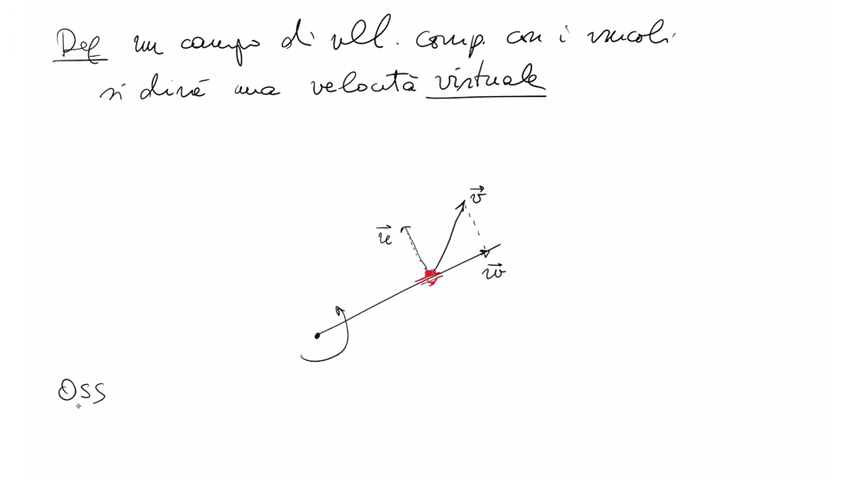 Def un campo di vel. comp. con i vincoli
si dirà una velocità virtuale
v
u
w
Oss